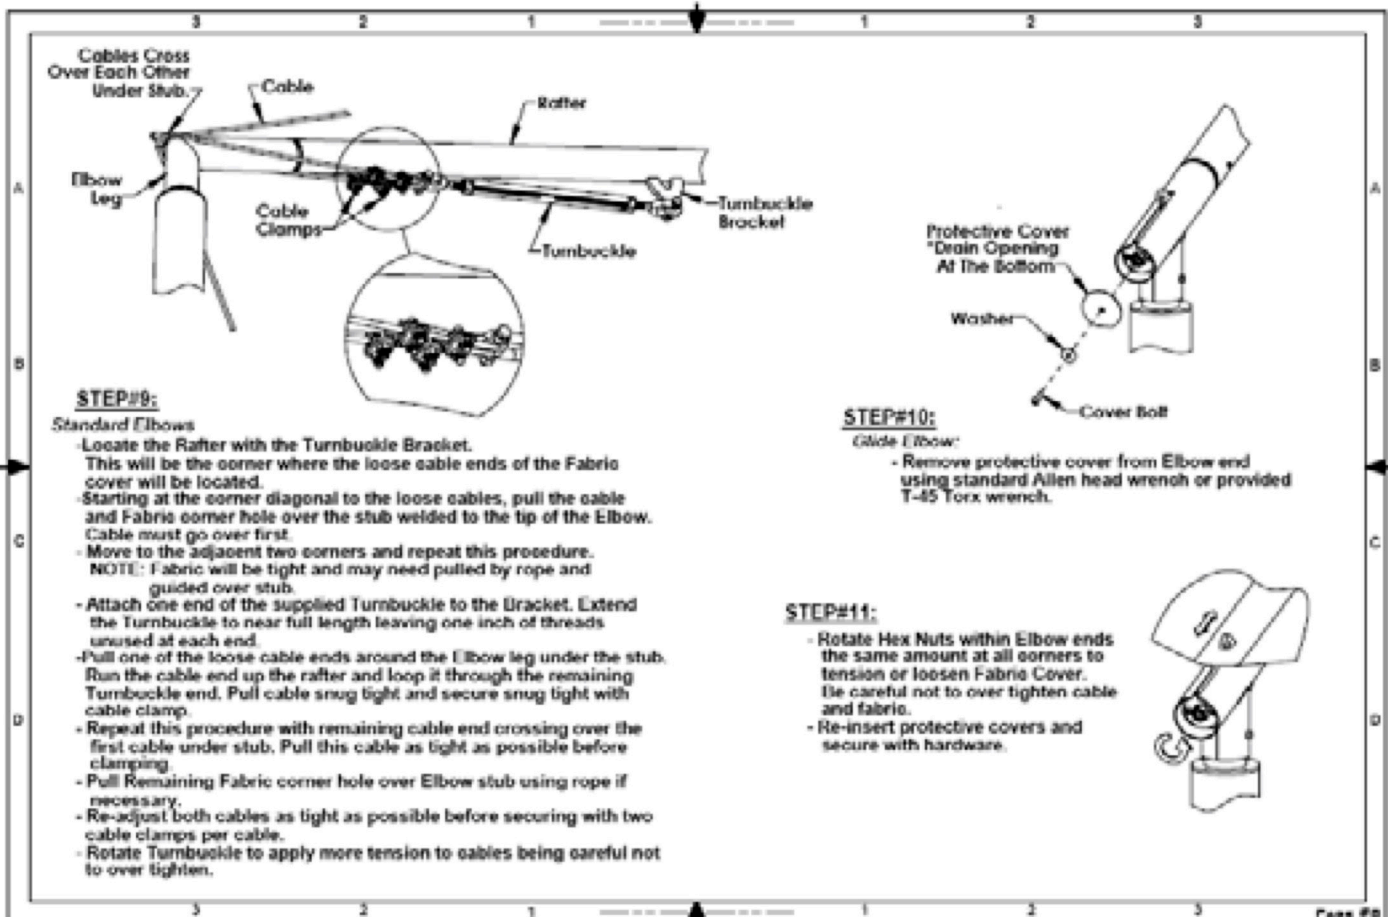 3 2 1 1 2 3
Cables Cross
Over Each Other
Under Stub.
Cable
Rafter
Elbow
Leg
Cable
Clamps
Turnbuckle
Turnbuckle
Bracket
A
A
Protective Cover
*Drain Opening
At The Bottom
Washer
Cover Bolt
B
B
STEP#9:
Standard Elbows
-Locate the Rafter with the Turnbuckle Bracket.
This will be the corner where the loose cable ends of the Fabric
cover will be located.
-Starting at the corner diagonal to the loose cables, pull the cable
and Fabric corner hole over the stub welded to the tip of the Elbow.
Cable must go over first.
- Move to the adjacent two corners and repeat this procedure.
NOTE: Fabric will be tight and may need pulled by rope and
guided over stub.
- Attach one end of the supplied Turnbuckle to the Bracket. Extend
the Turnbuckle to near full length leaving one inch of threads
unused at each end.
-Pull one of the loose cable ends around the Elbow leg under the stub.
Run the cable end up the rafter and loop it through the remaining
Turnbuckle end. Pull cable snug tight and secure snug tight with
cable clamp.
- Repeat this procedure with remaining cable end crossing over the
first cable under stub. Pull this cable as tight as possible before
clamping.
- Pull Remaining Fabric corner hole over Elbow stub using rope if
necessary.
- Re-adjust both cables as tight as possible before securing with two
cable clamps per cable.
- Rotate Turnbuckle to apply more tension to cables being careful not
to over tighten.
C
C
D
D
STEP#10:
Glide Elbow:
- Remove protective cover from Elbow end
using standard Allen head wrench or provided
T-45 Torx wrench.
STEP#11:
- Rotate Hex Nuts within Elbow ends
the same amount at all corners to
tension or loosen Fabric Cover.
Be careful not to over tighten cable
and fabric.
- Re-insert protective covers and
secure with hardware.
3 2 1 1 2 3